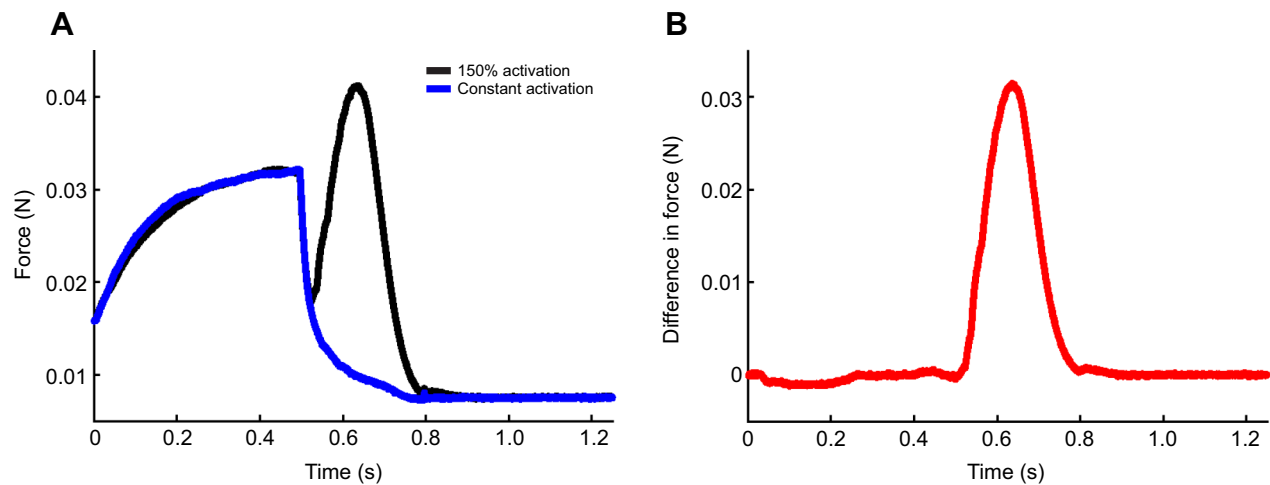 A
150% activation
Constant activation
Force (N)
0.04
0.03
0.02
0.01
0
0.2
0.4
0.6
0.8
1.0
1.2
Time (s)
B
Difference in force (N)
0.03
0.02
0.01
0
0
0.2
0.4
0.6
0.8
1.0
1.2
Time (s)